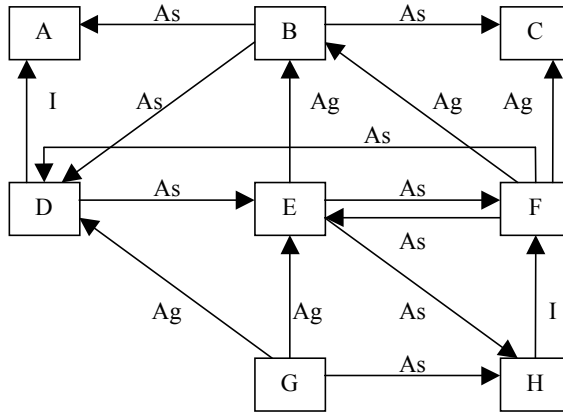 A As B As C
I As Ag Ag Ag
As
D As E As F
As
Ag Ag As I
G As H